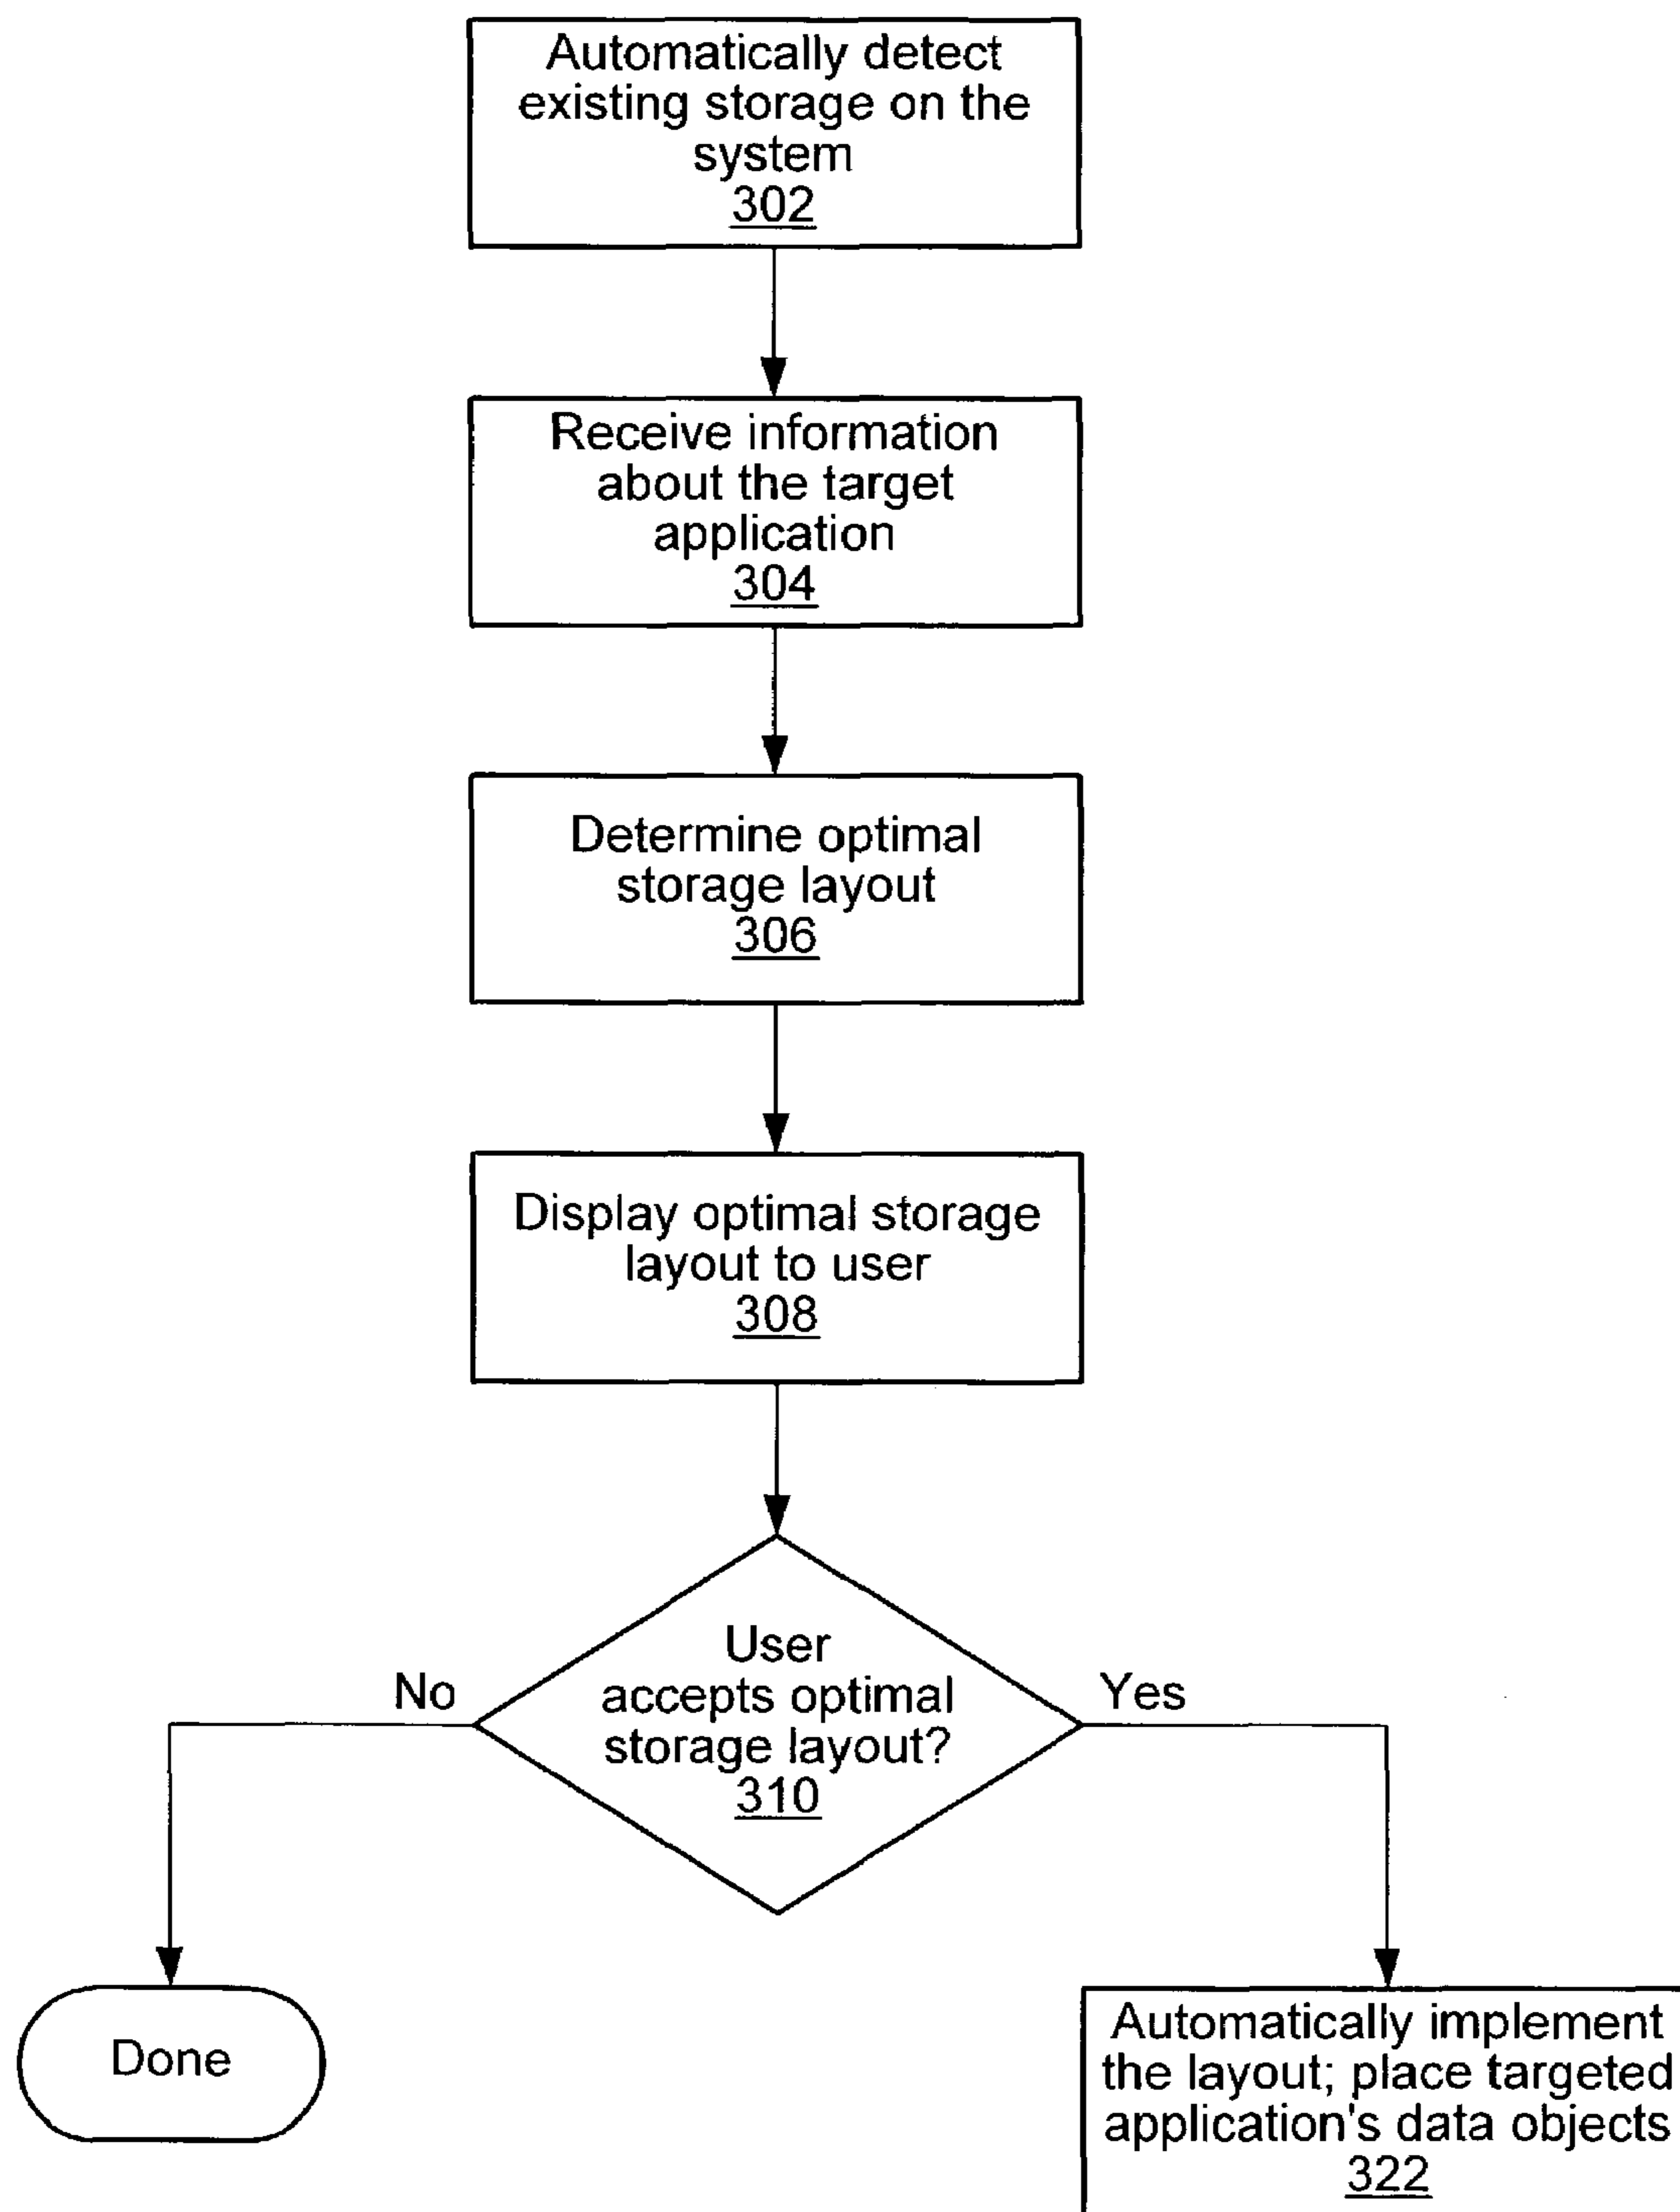 Automatically detect
existing storage on the
system
302
Receive information
about the target
application
304
Determine optimal
storage layout
306
Display optimal storage
layout to user
308
User
accepts optimal
storage layout?
310
No
Yes
Done
Automatically implement
the layout; place targeted
application's data objects
322